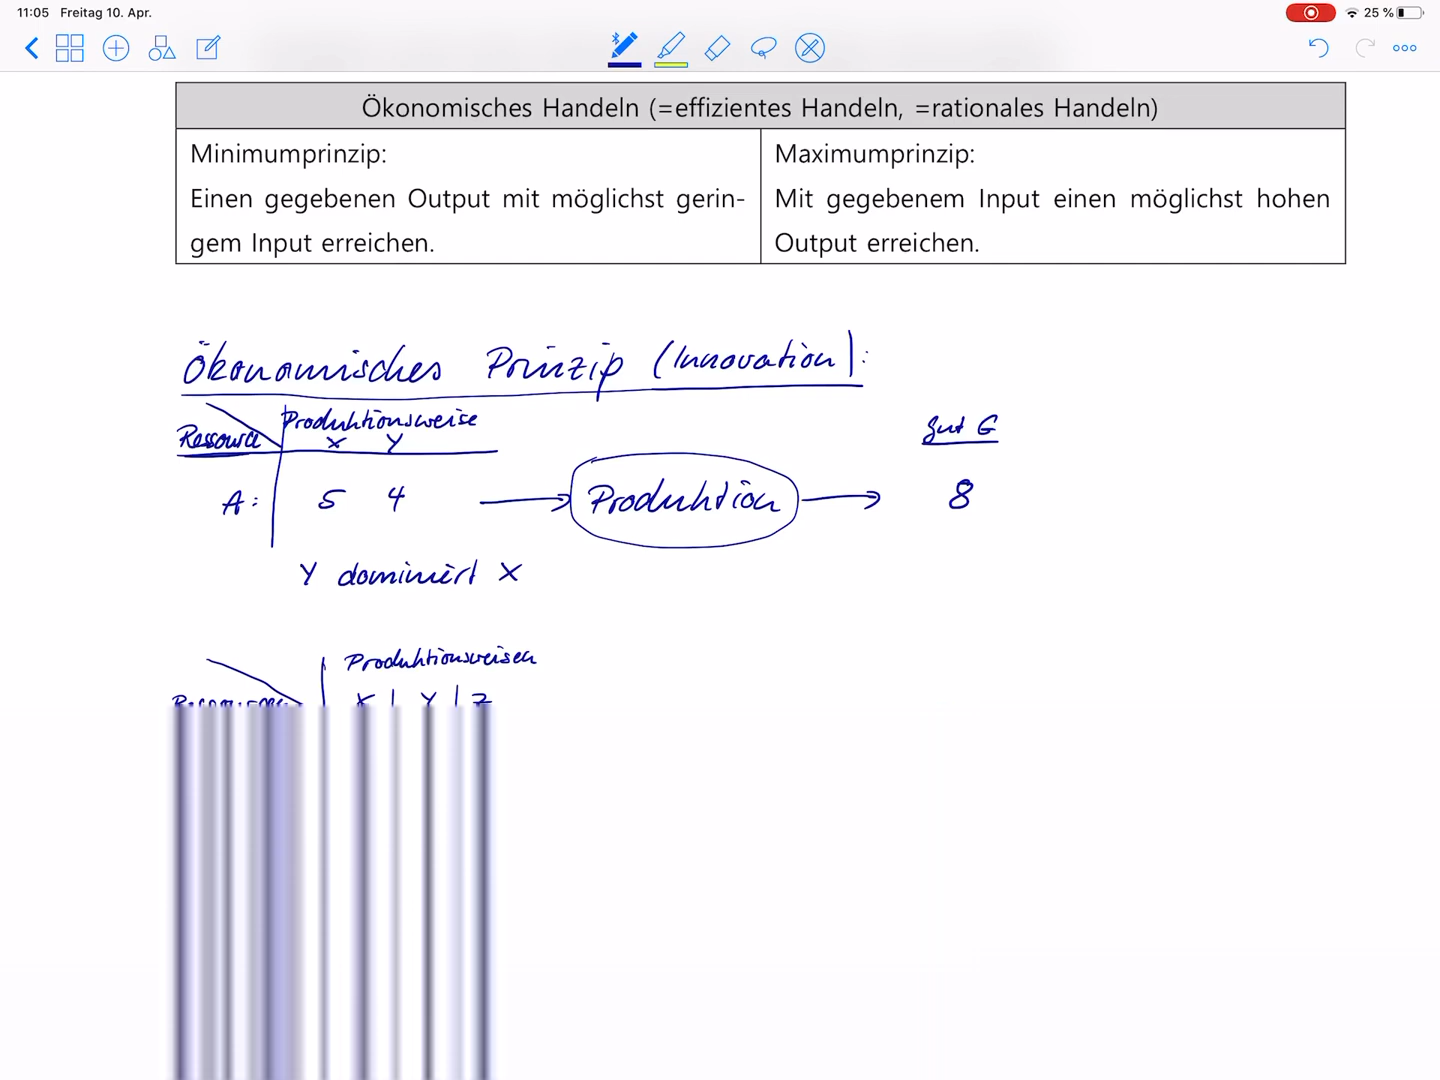 11:05 Freitag 10. Apr.
25 %
Ökonomisches Handeln (=effizientes Handeln, =rationales Handeln)
Minimumprinzip:
Einen gegebenen Output mit möglichst gerin-
gem Input erreichen.
Maximumprinzip:
Mit gegebenem Input einen möglichst hohen
Output erreichen.
Ökonomisches Prinzip (Innovation):
Produktionsweise
Ressource X Y
Gut G
A: 5 4 Produktion 8
Y dominiert X
Produktionsweisen
X Y Z